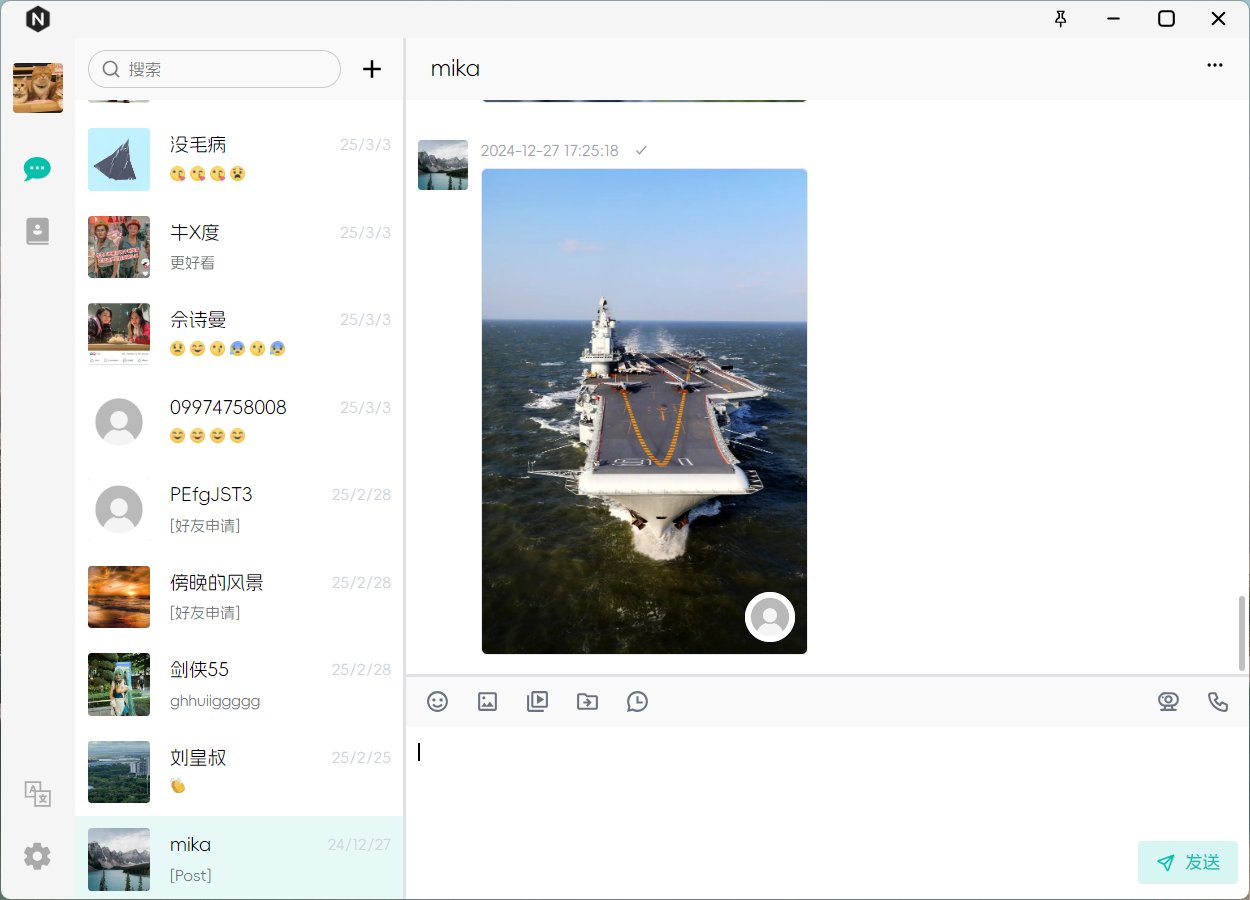 N
搜索
mika
没毛病
25/3/3
牛X度
25/3/3
更好看
佘诗曼
25/3/3
09974758008
25/3/3
PEfgJST3
25/2/28
[好友申请]
傍晚的风景
25/2/28
[好友申请]
剑侠55
25/2/28
ghhuiiggggg
刘皇叔
25/2/25
mika
24/12/27
[Post]
2024-12-27 17:25:18
发送